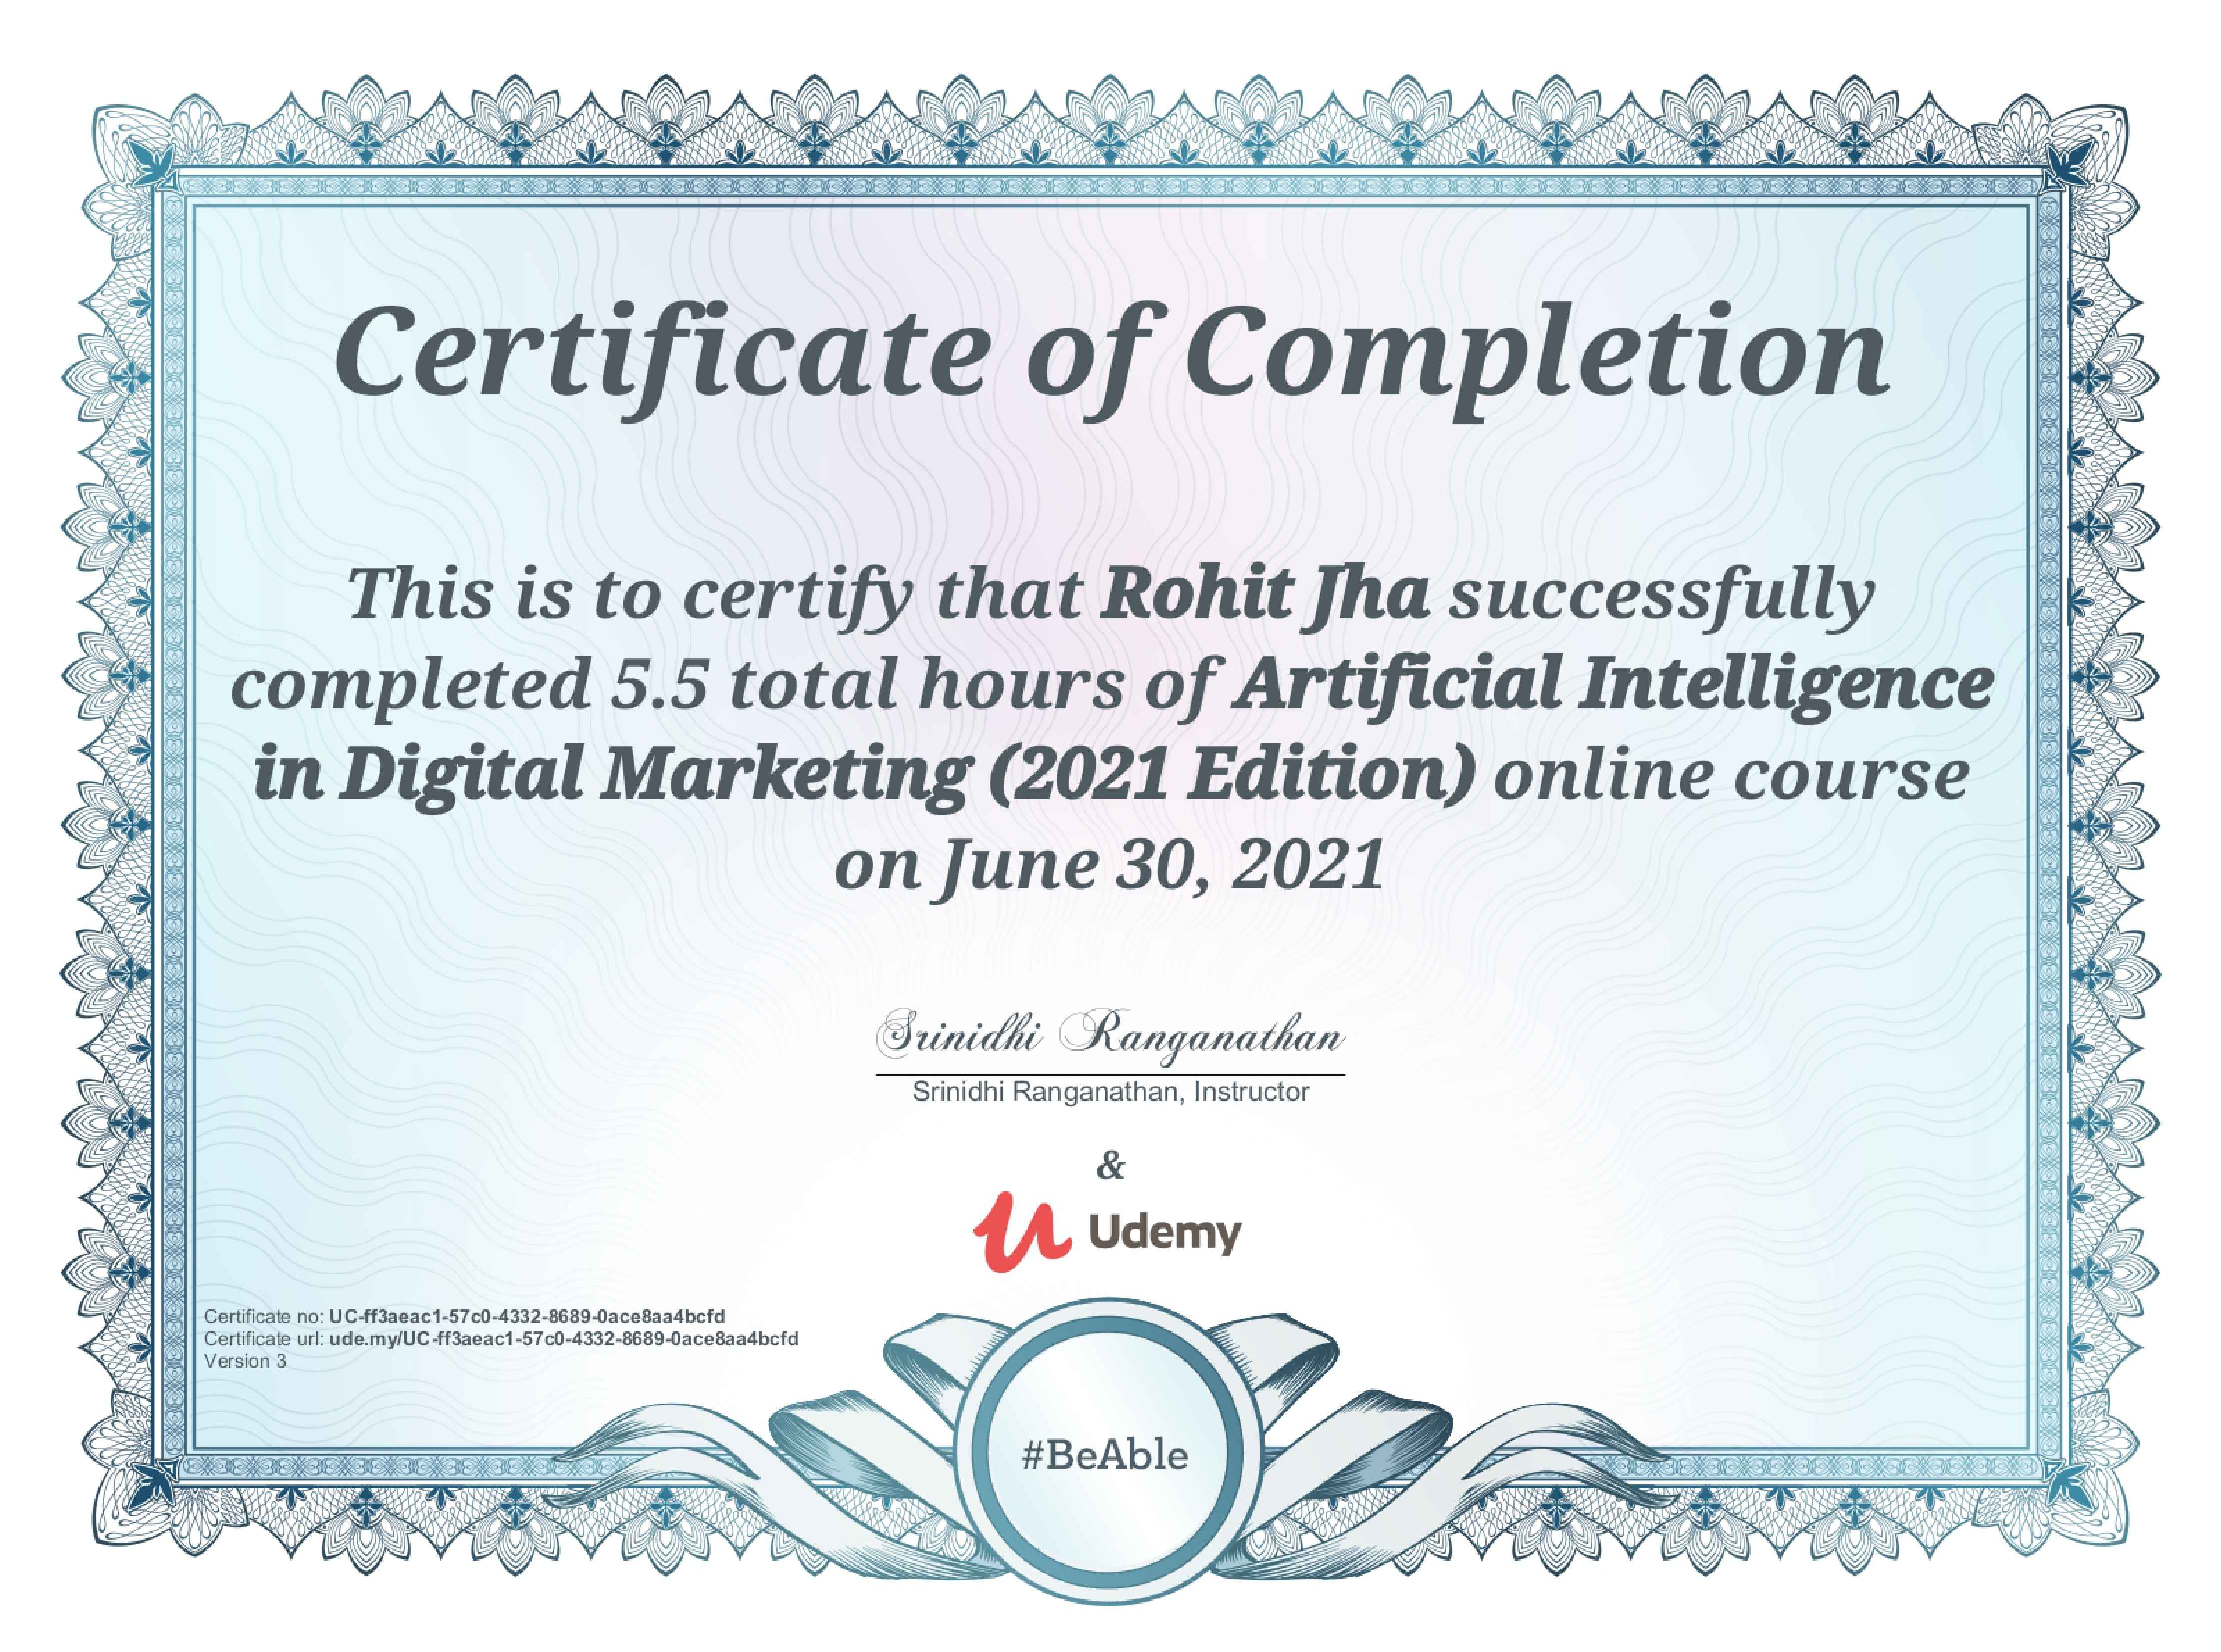 Certificate of Completion
This is to certify that Rohit Jha successfully
completed 5.5 total hours of Artificial Intelligence
in Digital Marketing (2021 Edition) online course
on June 30, 2021
Srinidhi Ranganathan
Srinidhi Ranganathan, Instructor
&
Udemy
Certificate no: UC-ff3aeac1-57c0-4332-8689-0ace8aa4bcfd
Certificate url: ude.my/UC-ff3aeac1-57c0-4332-8689-0ace8aa4bcfd
Version 3
#BeAble